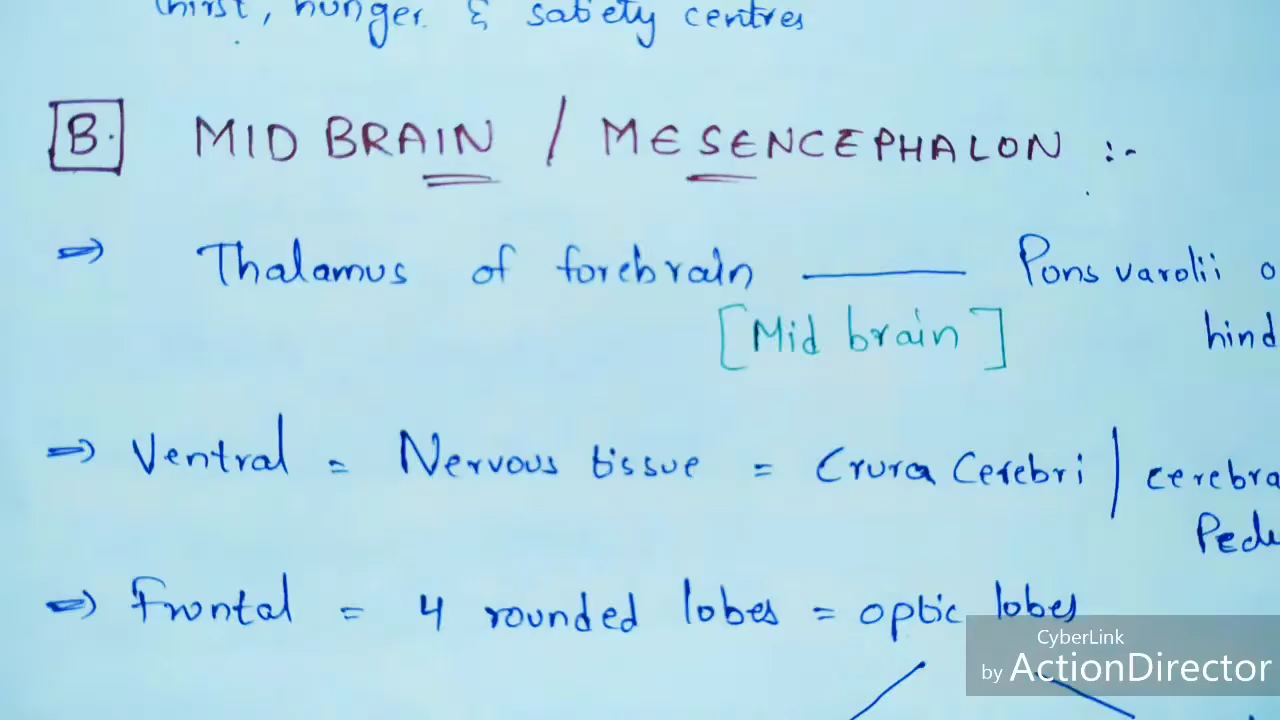 thirst, hunger & satiety centres
B. MID BRAIN / MESENCEPHALON :-
⇒ Thalamus of forebrain —— Pons varolii o
[Mid brain] hind
⇒ Ventral = Nervous tissue = Crura Cerebri / cerebra
Pedu
⇒ Frontal = 4 rounded lobes = optic lobes
CyberLink
by ActionDirector